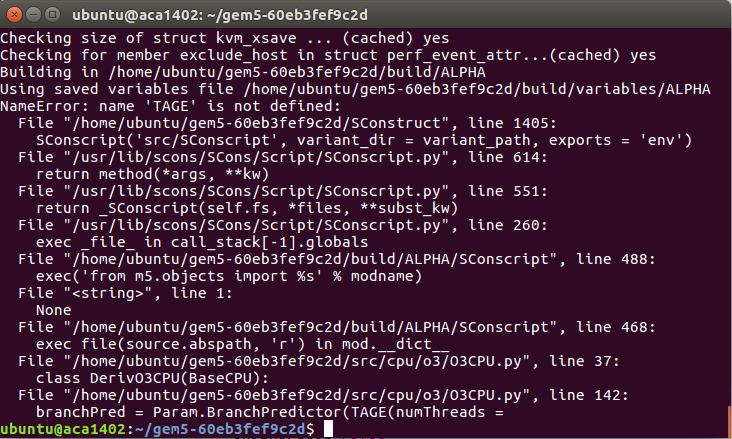 ubuntu@aca1402: ~/gem5-60eb3fef9c2d
Checking size of struct kvm_xsave ... (cached) yes
Checking for member exclude_host in struct perf_event_attr...(cached) yes
Building in /home/ubuntu/gem5-60eb3fef9c2d/build/ALPHA
Using saved variables file /home/ubuntu/gem5-60eb3fef9c2d/build/variables/ALPHA
NameError: name 'TAGE' is not defined:
  File "/home/ubuntu/gem5-60eb3fef9c2d/SConstruct", line 1405:
    SConscript('src/SConscript', variant_dir = variant_path, exports = 'env')
  File "/usr/lib/scons/SCons/Script/SConscript.py", line 614:
    return method(*args, **kw)
  File "/usr/lib/scons/SCons/Script/SConscript.py", line 551:
    return _SConscript(self.fs, *files, **subst_kw)
  File "/usr/lib/scons/SCons/Script/SConscript.py", line 260:
    exec _file_ in call_stack[-1].globals
  File "/home/ubuntu/gem5-60eb3fef9c2d/build/ALPHA/SConscript", line 488:
    exec('from m5.objects import %s' % modname)
  File "<string>", line 1:
    None
  File "/home/ubuntu/gem5-60eb3fef9c2d/build/ALPHA/SConscript", line 468:
    exec file(source.abspath, 'r') in mod.__dict__
  File "/home/ubuntu/gem5-60eb3fef9c2d/src/cpu/o3/O3CPU.py", line 37:
    class DerivO3CPU(BaseCPU):
  File "/home/ubuntu/gem5-60eb3fef9c2d/src/cpu/o3/O3CPU.py", line 142:
    branchPred = Param.BranchPredictor(TAGE(numThreads =
ubuntu@aca1402:~/gem5-60eb3fef9c2d$